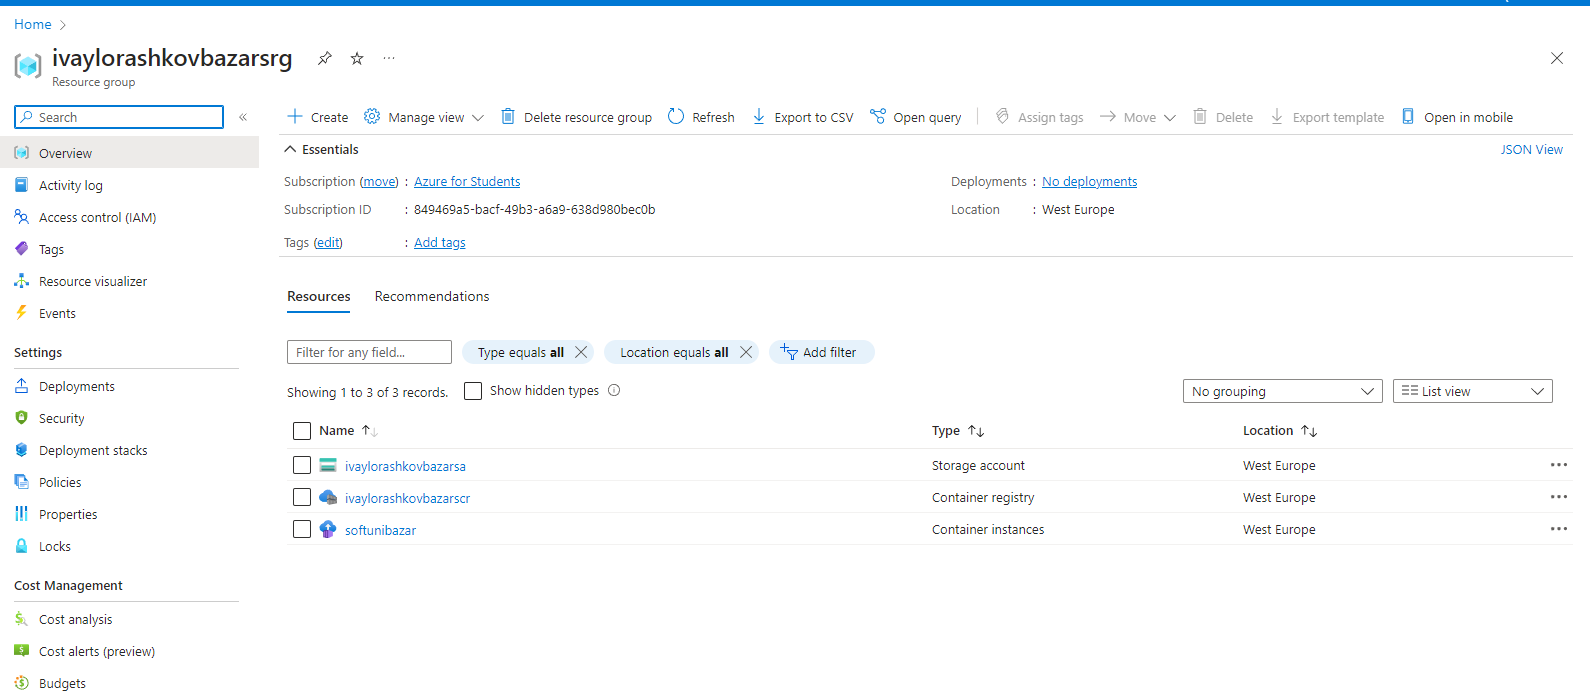 Home
ivaylorashkovbazarsrg
Resource group
Search
Overview
Activity log
Access control (IAM)
Tags
Resource visualizer
Events
Settings
Deployments
Security
Deployment stacks
Policies
Properties
Locks
Cost Management
Cost analysis
Cost alerts (preview)
Budgets
Create Manage view Delete resource group Refresh Export to CSV Open query Assign tags Move Delete Export template Open in mobile
Essentials JSON View
Subscription (move) : Azure for Students Deployments : No deployments
Subscription ID : 849469a5-bacf-49b3-a6a9-638d980bec0b Location : West Europe
Tags (edit) : Add tags
Resources Recommendations
Filter for any field... Type equals all Location equals all Add filter
Showing 1 to 3 of 3 records. Show hidden types No grouping List view
Name Type Location
ivaylorashkovbazarsa Storage account West Europe
ivaylorashkovbazarscr Container registry West Europe
softunibazar Container instances West Europe